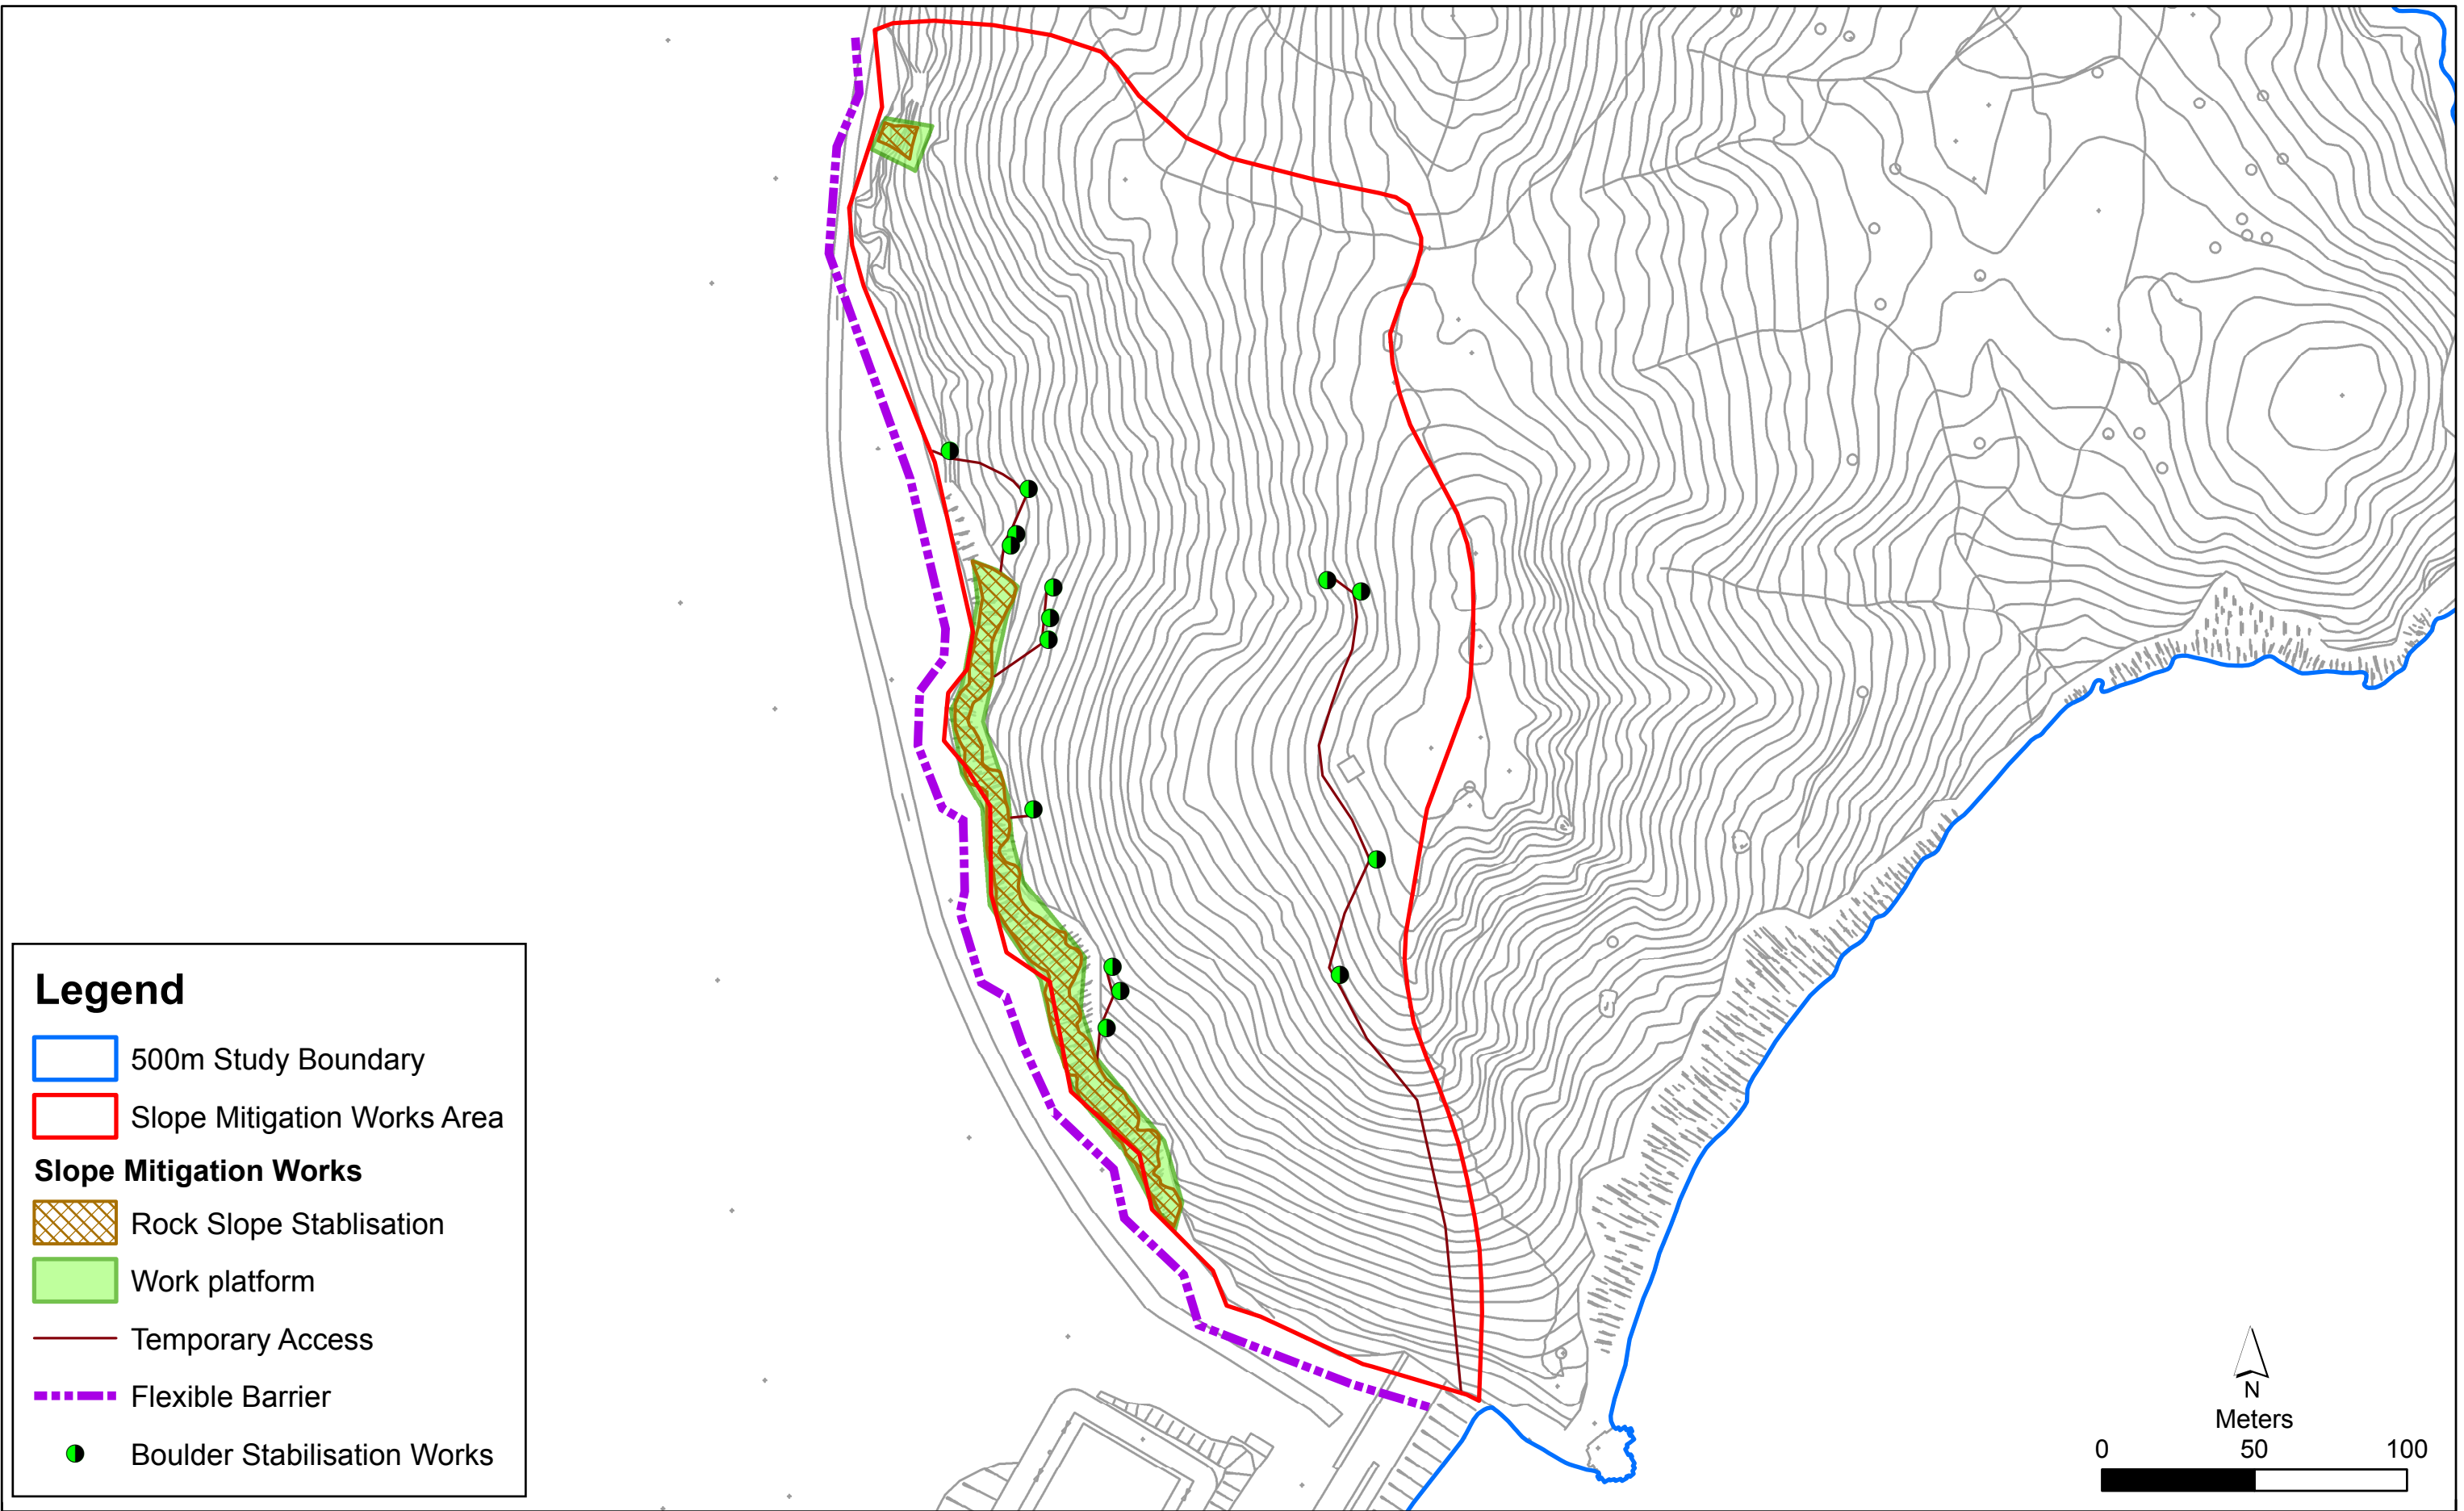 Legend
500m Study Boundary
Slope Mitigation Works Area
Slope Mitigation Works
Rock Slope Stablisation
Work platform
Temporary Access
Flexible Barrier
Boulder Stabilisation Works
N
Meters
0 50 100